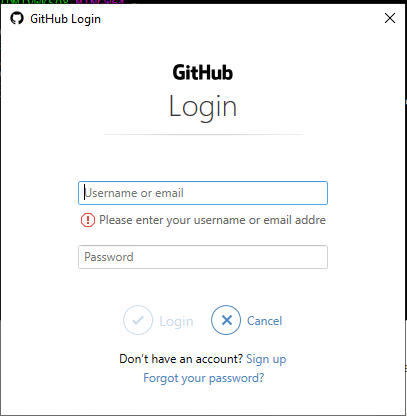 GitHub Login
GitHub
Login
Username or email
Please enter your username or email addre
Password
Login
Cancel
Don't have an account? Sign up
Forgot your password?